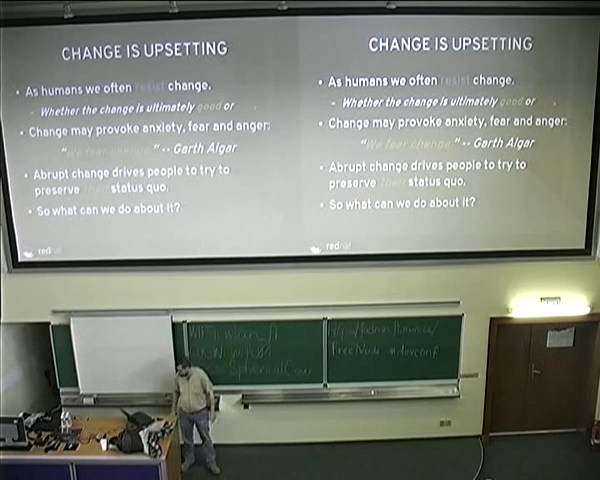 CHANGE IS UPSETTING
• As humans we often resist change.
- Whether the change is ultimately good or
• Change may provoke anxiety, fear and anger:
"We fear change" -- Garth Algar
• Abrupt change drives people to try to
preserve their status quo.
• So what can we do about it?
redhat
CHANGE IS UPSETTING
• As humans we often resist change.
- Whether the change is ultimately good or
• Change may provoke anxiety, fear and anger:
"We fear change" -- Garth Algar
• Abrupt change drives people to try to
preserve their status quo.
• So what can we do about it?
redhat
FreeNode #devconf